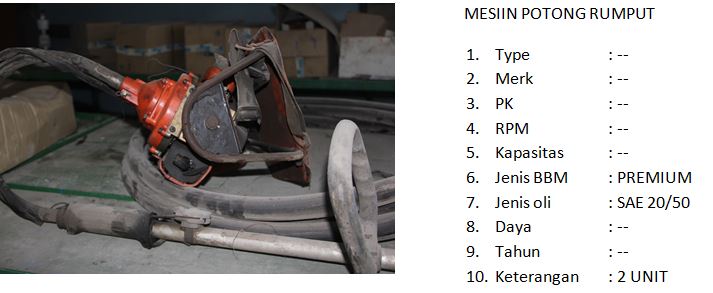 MESIIN POTONG RUMPUT
1. Type : --
2. Merk : --
3. PK : --
4. RPM : --
5. Kapasitas : --
6. Jenis BBM : PREMIUM
7. Jenis oli : SAE 20/50
8. Daya : --
9. Tahun : --
10. Keterangan : 2 UNIT